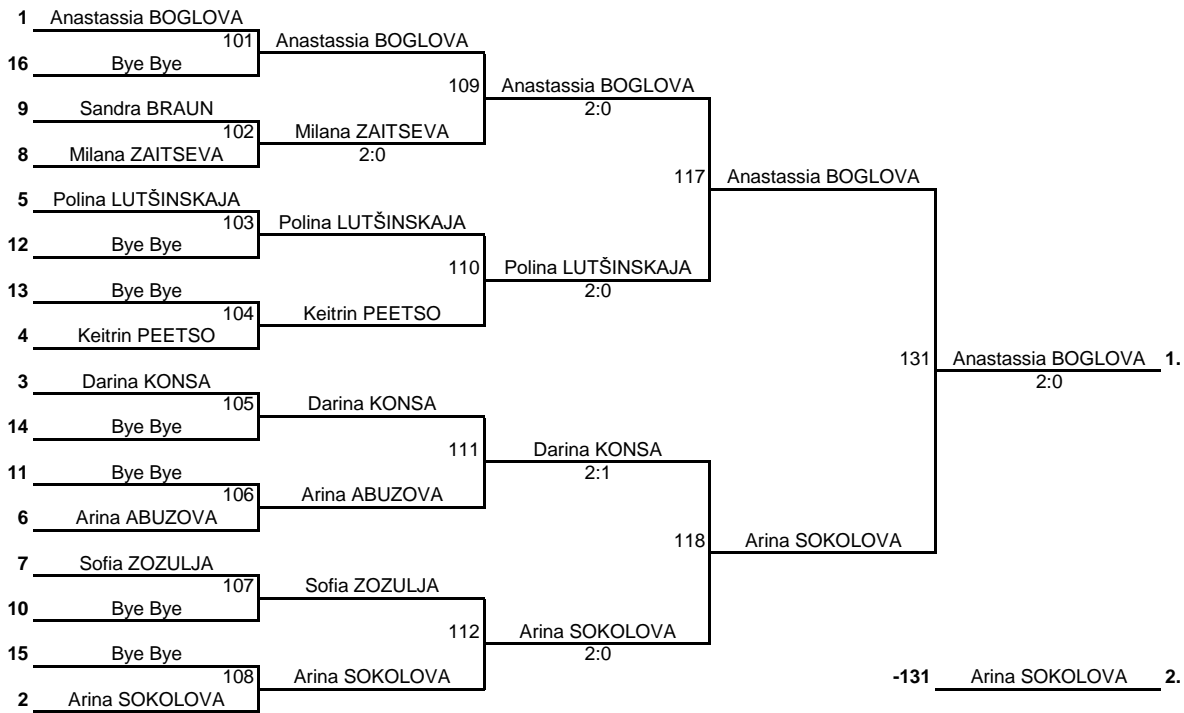 1 Anastassia BOGLOVA
101 Anastassia BOGLOVA
16 Bye Bye
109 Anastassia BOGLOVA
2:0
9 Sandra BRAUN
102 Milana ZAITSEVA
2:0
8 Milana ZAITSEVA
117 Anastassia BOGLOVA
5 Polina LUTŠINSKAJA
103 Polina LUTŠINSKAJA
12 Bye Bye
110 Polina LUTŠINSKAJA
2:0
13 Bye Bye
104 Keitrin PEETSO
4 Keitrin PEETSO
131 Anastassia BOGLOVA 1.
2:0
3 Darina KONSA
105 Darina KONSA
14 Bye Bye
111 Darina KONSA
2:1
11 Bye Bye
106 Arina ABUZOVA
6 Arina ABUZOVA
118 Arina SOKOLOVA
7 Sofia ZOZULJA
107 Sofia ZOZULJA
10 Bye Bye
112 Arina SOKOLOVA
2:0
15 Bye Bye
108 Arina SOKOLOVA
2 Arina SOKOLOVA
-131 Arina SOKOLOVA 2.